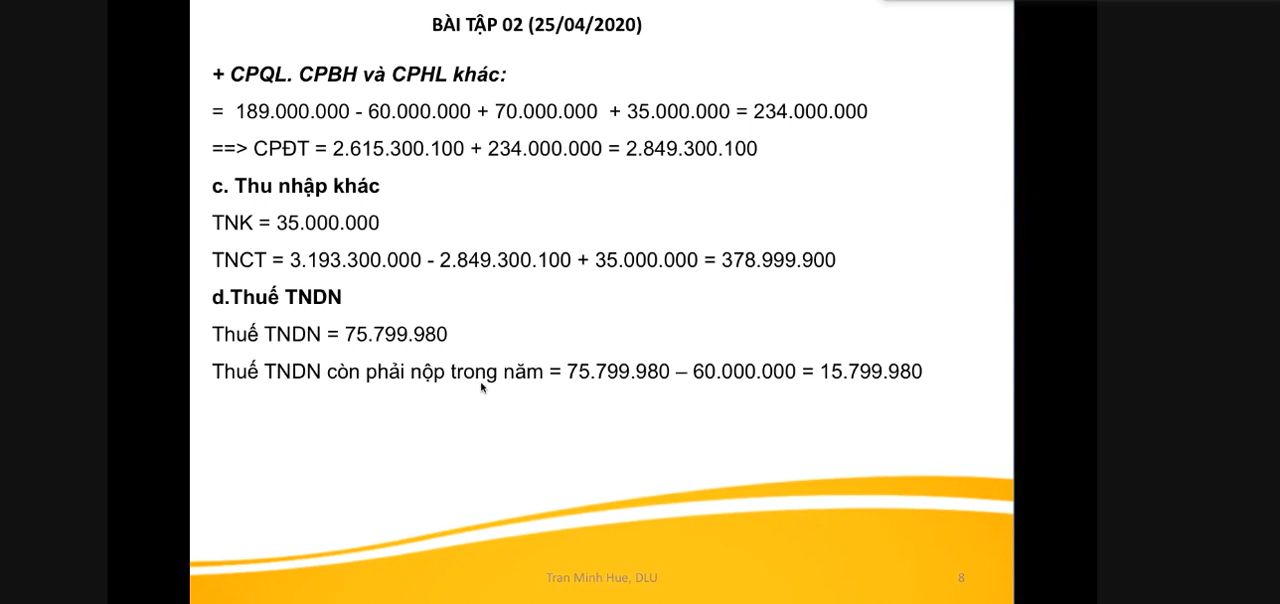 BÀI TẬP 02 (25/04/2020)
+ CPQL. CPBH và CPHL khác:
= 189.000.000 - 60.000.000 + 70.000.000 + 35.000.000 = 234.000.000
==> CPĐT = 2.615.300.100 + 234.000.000 = 2.849.300.100
c. Thu nhập khác
TNK = 35.000.000
TNCT = 3.193.300.000 - 2.849.300.100 + 35.000.000 = 378.999.900
d.Thuế TNDN
Thuế TNDN = 75.799.980
Thuế TNDN còn phải nộp trong năm = 75.799.980 – 60.000.000 = 15.799.980
Tran Minh Hue, DLU
8